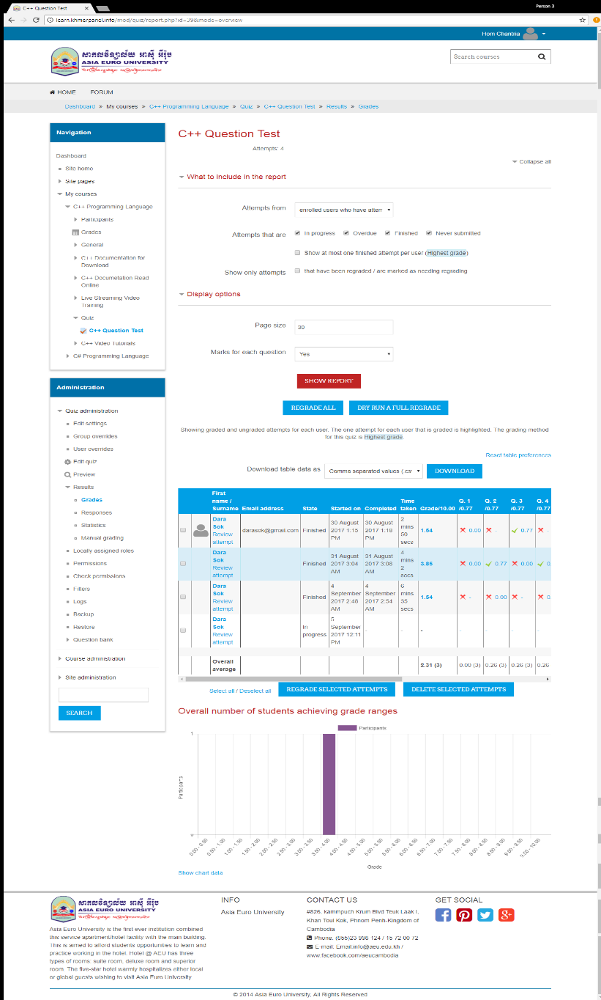 Person 3
C++ Question Test
learn.khmerpanel.info/mod/quiz/report.php?id=39&mode=overview
Hom Chantria
សាកលវិទ្យាល័យ អាស៊ី អឺរ៉ុប
ASIA EURO UNIVERSITY
Search courses
HOME FORUM
Dashboard » My courses » C++ Programming Language » Quiz » C++ Question Test » Results » Grades
Navigation
Dashboard
Site home
Site pages
My courses
C++ Programming Language
Participants
Grades
General
C++ Documentation for
Download
C++ Documetation Read
Online
Live Streaming Video
Training
Quiz
C++ Question Test
C++ Video Tutorials
C# Programming Language
Administration
Quiz administration
Edit settings
Group overrides
User overrides
Edit quiz
Preview
Results
Grades
Responses
Statistics
Manual grading
Locally assigned roles
Permissions
Check permissions
Filters
Logs
Backup
Restore
Question bank
Course administration
Site administration
SEARCH
C++ Question Test
Attempts: 4
Collapse all
What to include in the report
Attempts from enrolled users who have attem
Attempts that are In progress Overdue Finished Never submitted
Show at most one finished attempt per user (Highest grade)
Show only attempts that have been regraded / are marked as needing regrading
Display options
Page size 30
Marks for each question Yes
SHOW REPORT
REGRADE ALL DRY RUN A FULL REGRADE
Showing graded and ungraded attempts for each user. The one attempt for each user that is graded is highlighted. The grading method
for this quiz is Highest grade.
Reset table preferences
Download table data as Comma separated values (.cs DOWNLOAD
First
name / Time Q. 1 Q. 2 Q. 3 Q. 4
Surname Email address State Started on Completed taken Grade/10.00 /0.77 /0.77 /0.77 /0.77
Dara Sok Review attempt darasok@gmail.com Finished 30 August 2017 1:15 PM 30 August 2017 1:18 PM 2 mins 50 secs 1.54 0.00 - 0.77 -
Dara Sok Review attempt Finished 31 August 2017 3:04 AM 31 August 2017 3:08 AM 4 mins 2 secs 3.85 0.00 0.77 0.00 0
Dara Sok Review attempt Finished 4 September 2017 2:48 AM 4 September 2017 2:54 AM 6 mins 35 secs 1.54 - 0.00 - 0.
Dara Sok Review attempt In progress 5 September 2017 12:11 PM - - - - - - -
Overall average 2.31 (3) 0.00 (3) 0.26 (3) 0.26 (3) 0.26
Select all / Deselect all REGRADE SELECTED ATTEMPTS DELETE SELECTED ATTEMPTS
Overall number of students achieving grade ranges
Participants
1
Participants
0
0.00 - 0.50 0.50 - 1.00 1.00 - 1.50 1.50 - 2.00 2.00 - 2.50 2.50 - 3.00 3.00 - 3.50 3.50 - 4.00 4.00 - 4.50 4.50 - 5.00 5.00 - 5.50 5.50 - 6.00 6.00 - 6.50 6.50 - 7.00 7.00 - 7.50 7.50 - 8.00 8.00 - 8.50 8.50 - 9.00 9.00 - 9.50 9.50 - 10.00
Grade
Show chart data
សាកលវិទ្យាល័យ អាស៊ី អឺរ៉ុប
ASIA EURO UNIVERSITY
Asia Euro University is the first ever institution combined
this service apartment/hotel facility with the main building.
This is aimed to afford students opportunities to learn and
practice working in the hotel. Hotel @ AEU has three
types of rooms: suite room, deluxe room and superior
room. The five-star hotel warmly hospitalizes either local
or global guests wishing to visit Asia Euro University
INFO
Asia Euro University
CONTACT US
#826, kammpuch Krum Blvd Teuk Laak I,
Khan Toul Kok, Phnom Penh-Kingdom of
Cambodia
Phone: (855)23 998 124 / 15 72 00 72
E-mail: Email.info@aeu.edu.kh /
www.facebook.com/aeucambodia
GET SOCIAL
© 2014 Asia Euro University, All Rights Reserved